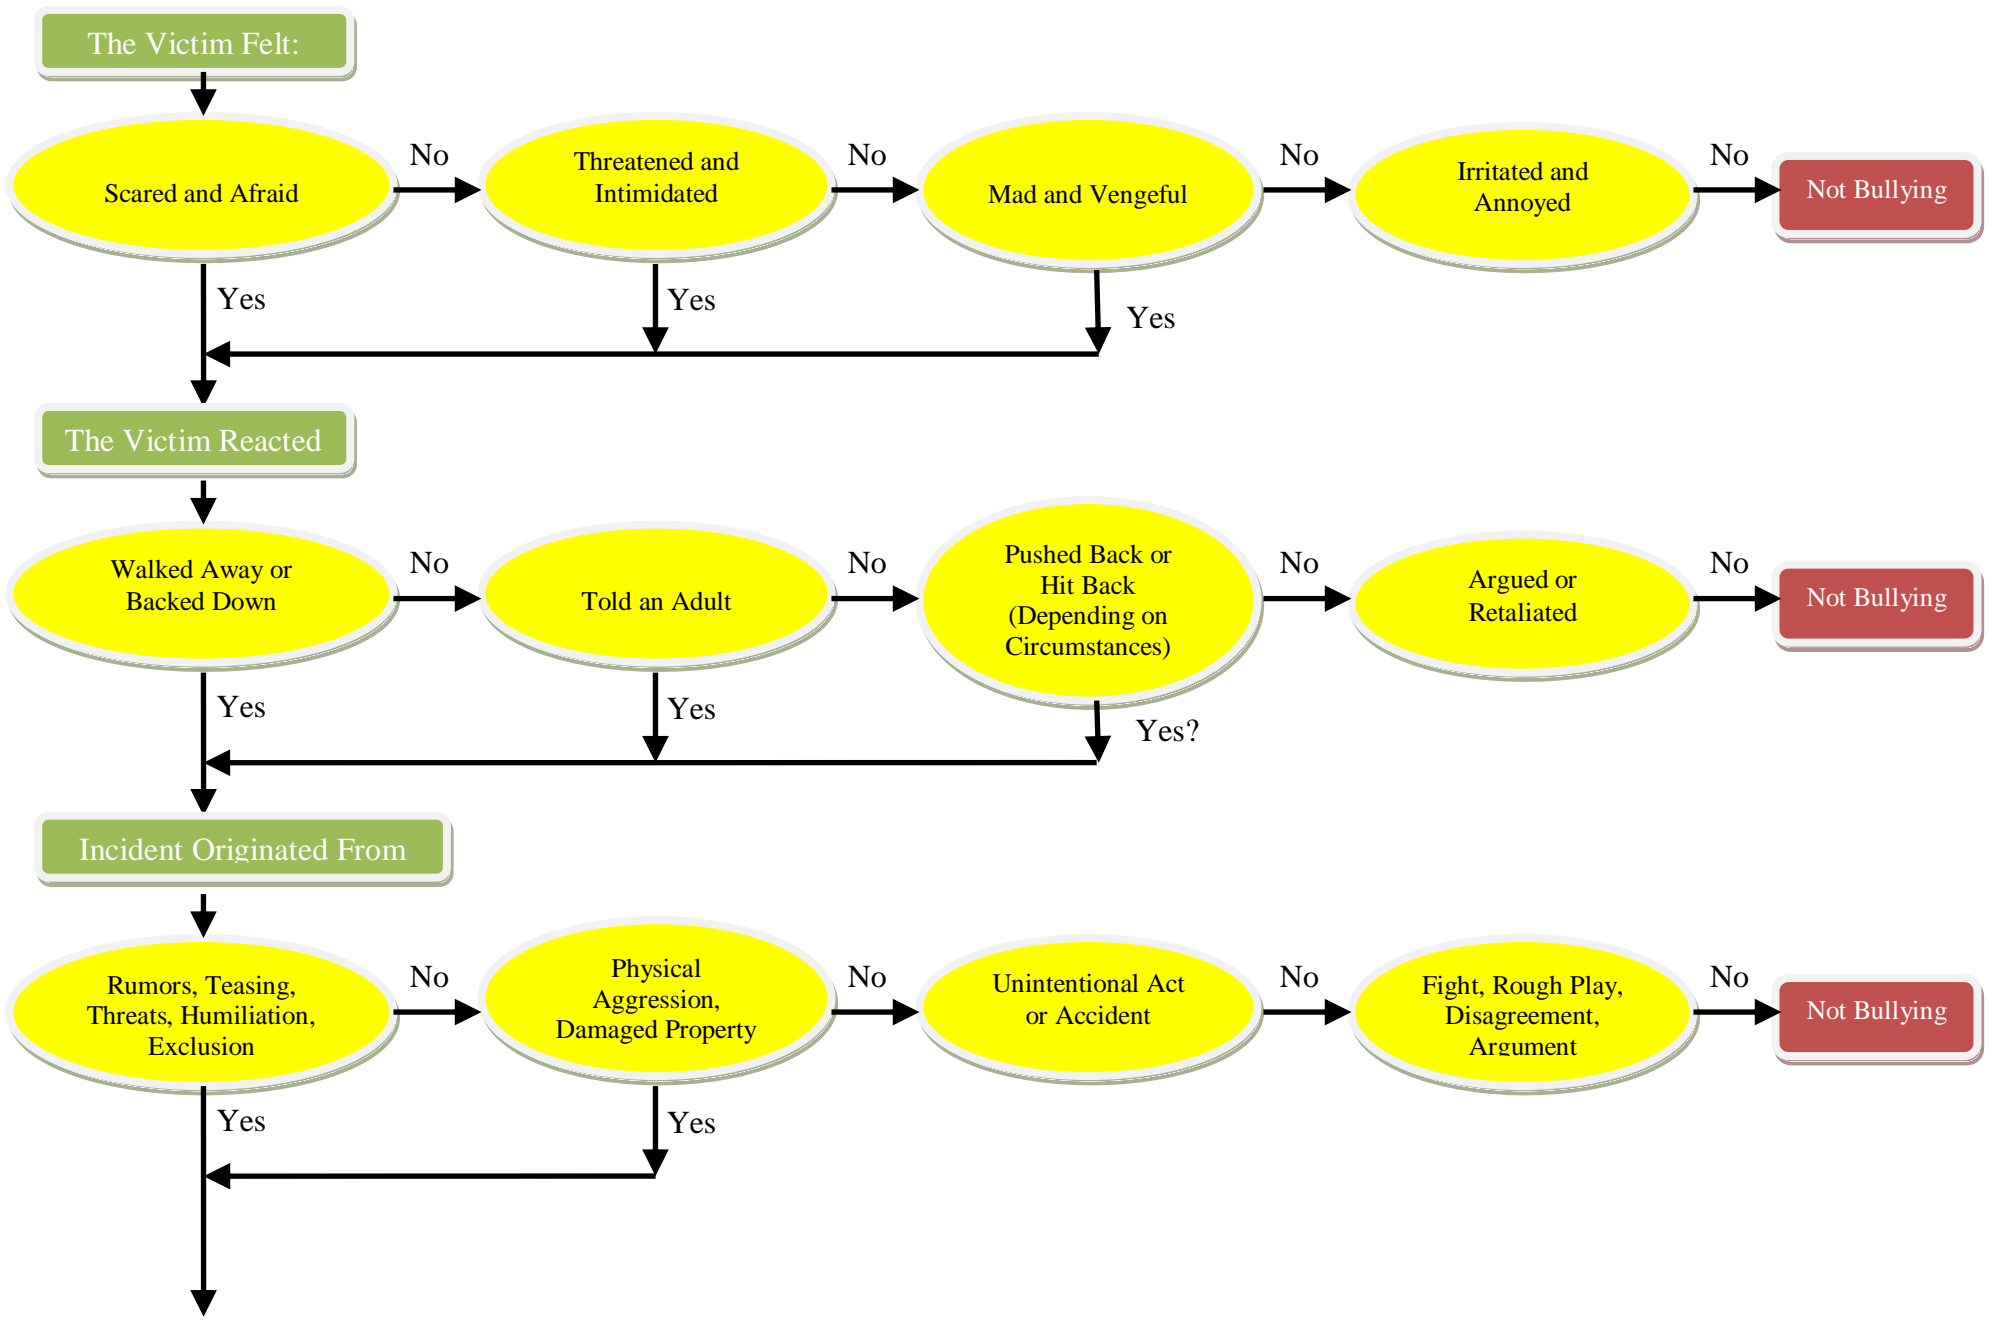 The Victim Felt:
Scared and Afraid
No
Threatened and
Intimidated
No
Mad and Vengeful
No
Irritated and
Annoyed
No
Not Bullying
Yes
Yes
Yes
The Victim Reacted
Walked Away or
Backed Down
No
Told an Adult
No
Pushed Back or
Hit Back
(Depending on
Circumstances)
No
Argued or
Retaliated
No
Not Bullying
Yes
Yes
Yes?
Incident Originated From
Rumors, Teasing,
Threats, Humiliation,
Exclusion
No
Physical
Aggression,
Damaged Property
No
Unintentional Act
or Accident
No
Fight, Rough Play,
Disagreement,
Argument
No
Not Bullying
Yes
Yes